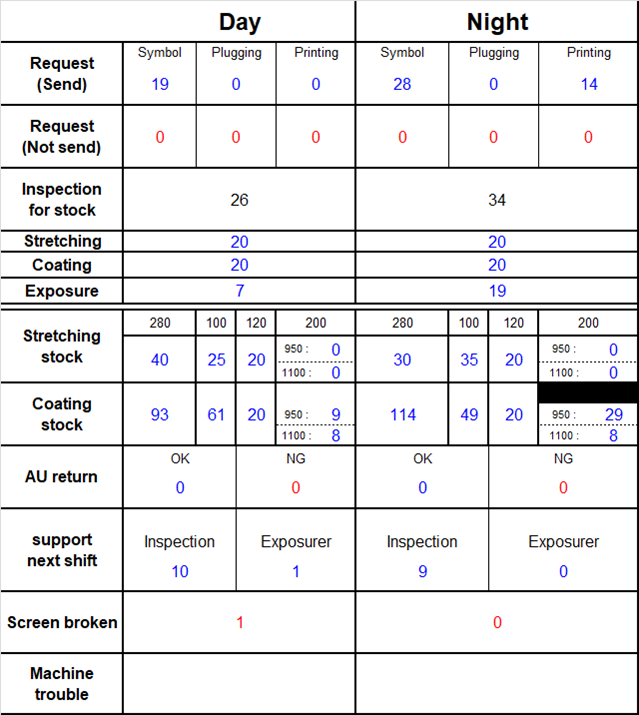 Day Night
Request (Send) Symbol Plugging Printing Symbol Plugging Printing
19 0 0 28 0 14
Request (Not send) 0 0 0 0 0 0
Inspection for stock 26 34
Stretching 20 20
Coating 20 20
Exposure 7 19
Stretching stock 280 100 120 200 280 100 120 200
40 25 20 950 : 0 30 35 20 950 : 0
1100 : 0 1100 : 0
Coating stock 93 61 20 950 : 9 114 49 20 950 : 29
1100 : 8 1100 : 8
AU return OK NG OK NG
0 0 0 0
support next shift Inspection Exposurer Inspection Exposurer
10 1 9 0
Screen broken 1 0
Machine trouble